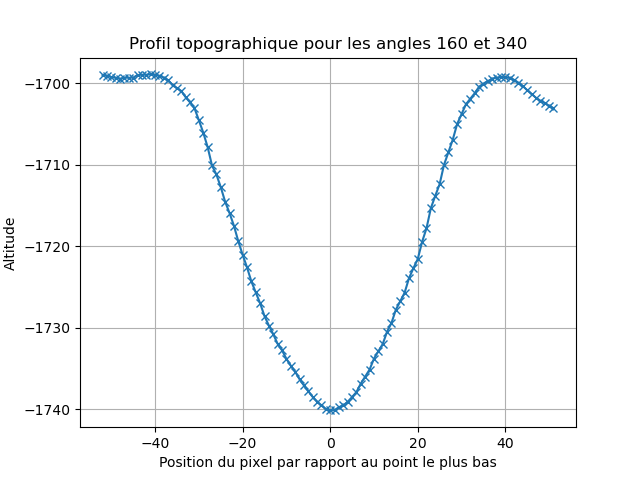 Profil topographique pour les angles 160 et 340
−1700
−1710
−1720
−1730
−1740
Altitude
−40 −20 0 20 40
Position du pixel par rapport au point le plus bas